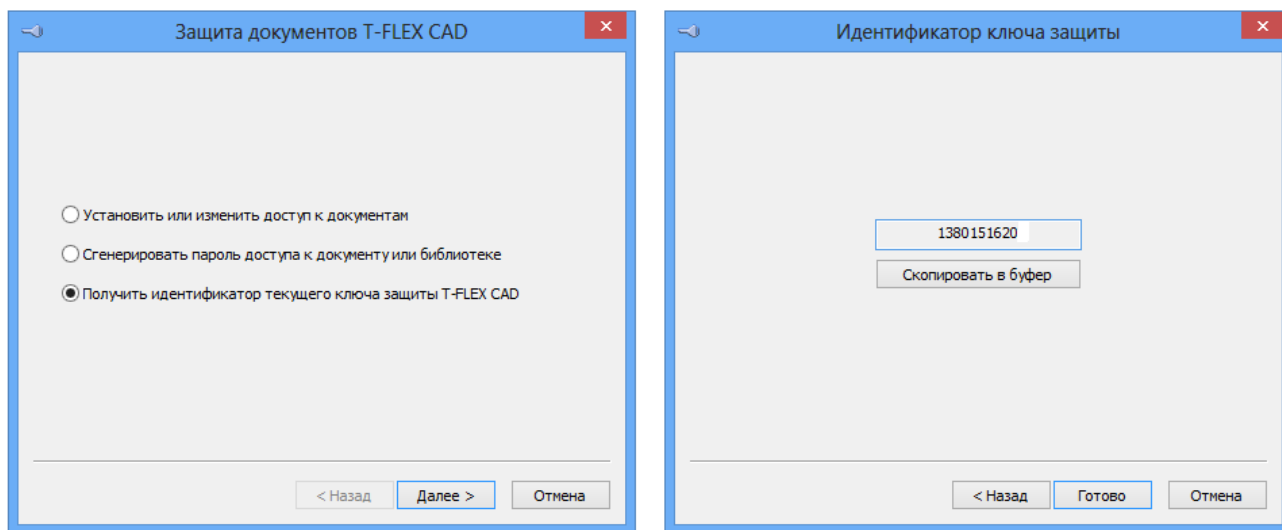 Защита документов T-FLEX CAD
Установить или изменить доступ к документам
Сгенерировать пароль доступа к документу или библиотеке
Получить идентификатор текущего ключа защиты T-FLEX CAD
< Назад
Далее >
Отмена
Идентификатор ключа защиты
1380151620
Скопировать в буфер
< Назад
Готово
Отмена